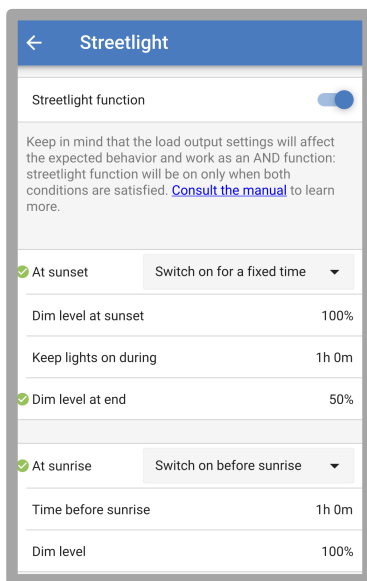 Streetlight
Streetlight function
Keep in mind that the load output settings will affect
the expected behavior and work as an AND function:
streetlight function will be on only when both
conditions are satisfied. Consult the manual to learn
more.
At sunset Switch on for a fixed time
Dim level at sunset 100%
Keep lights on during 1h 0m
Dim level at end 50%
At sunrise Switch on before sunrise
Time before sunrise 1h 0m
Dim level 100%